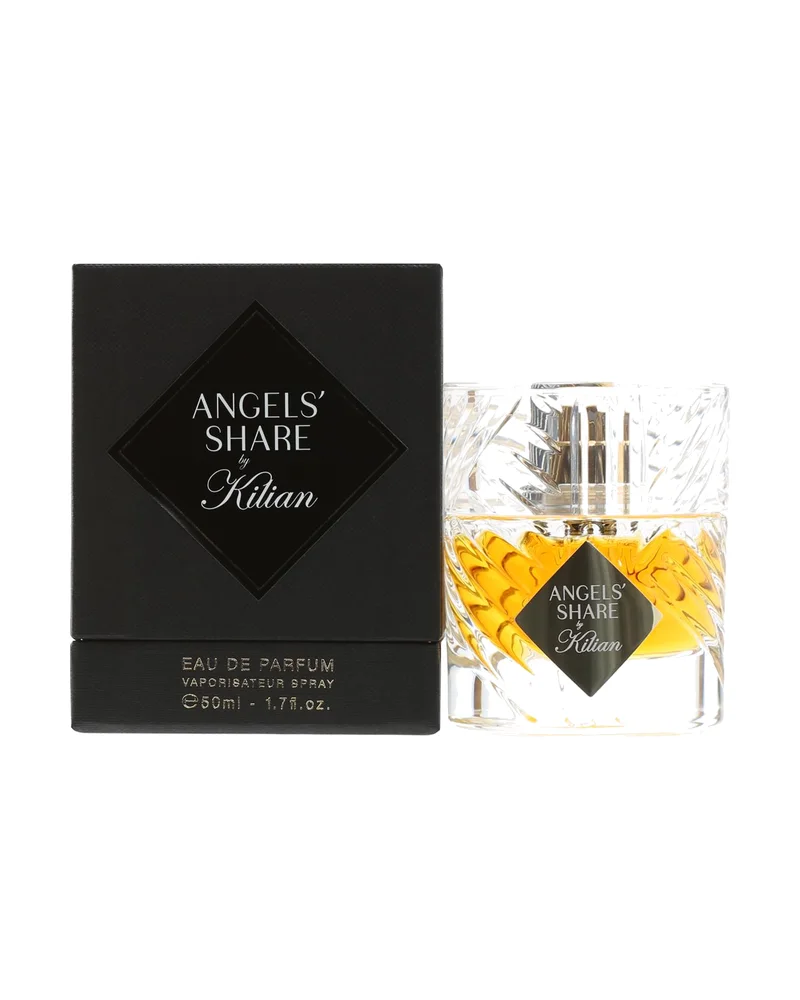 ANGELS'
SHARE
by
Kilian
EAU DE PARFUM
VAPORISATEUR SPRAY
℮50ml - 1.7fl.oz.
ANGELS'
SHARE
by
Kilian